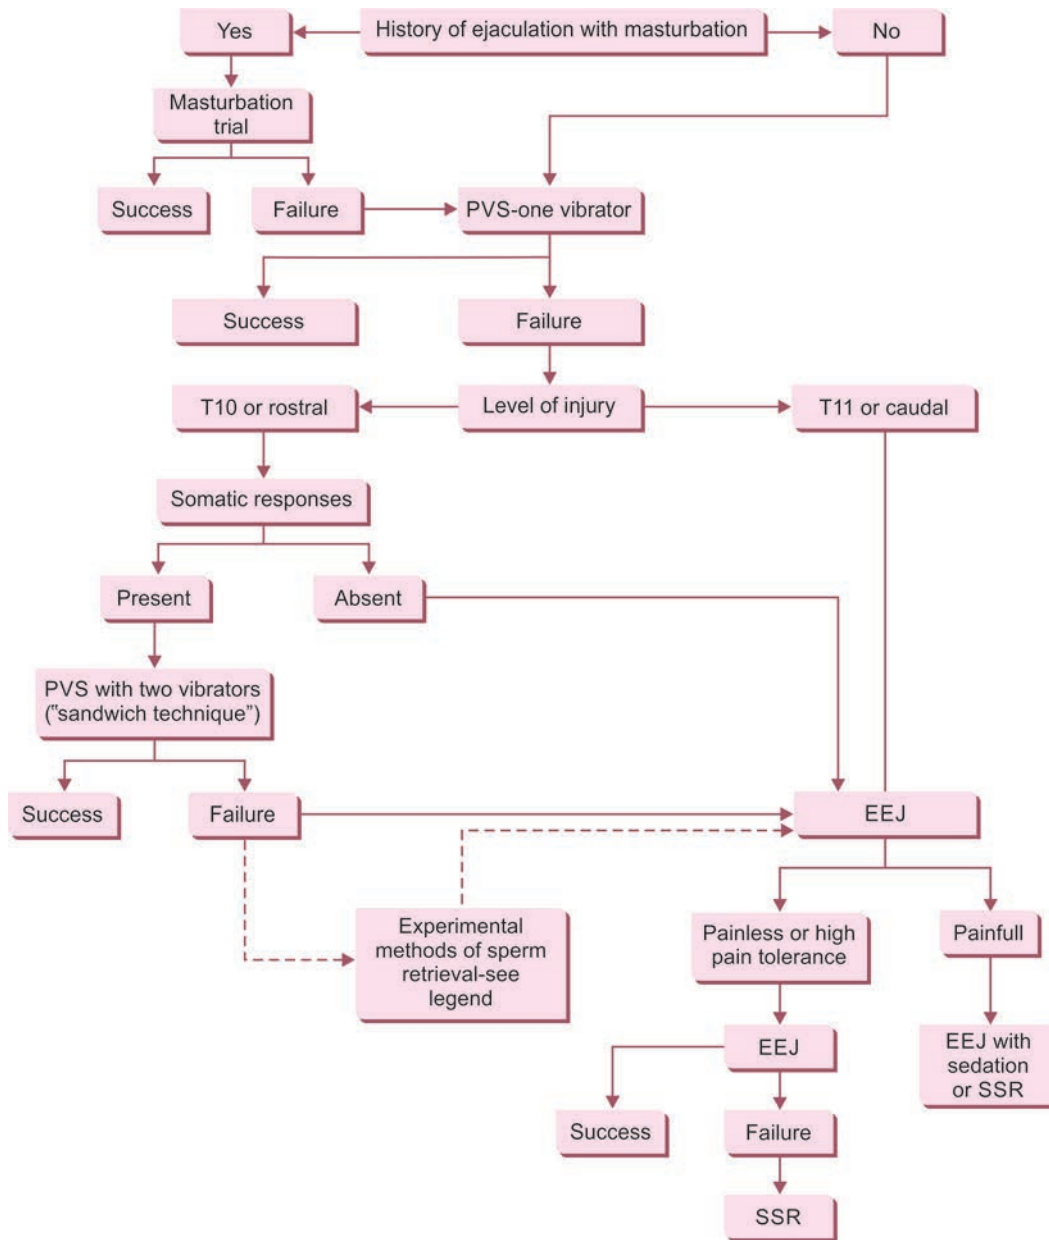 Yes
History of ejaculation with masturbation
No
Masturbation
trial
Success
Failure
PVS-one vibrator
Success
Failure
T10 or rostral
Level of injury
T11 or caudal
Somatic responses
Present
Absent
PVS with two vibrators
("sandwich technique")
Success
Failure
EEJ
Experimental
methods of sperm
retrieval-see
legend
Painless or high
pain tolerance
Painfull
EEJ
EEJ with
sedation
or SSR
Success
Failure
SSR